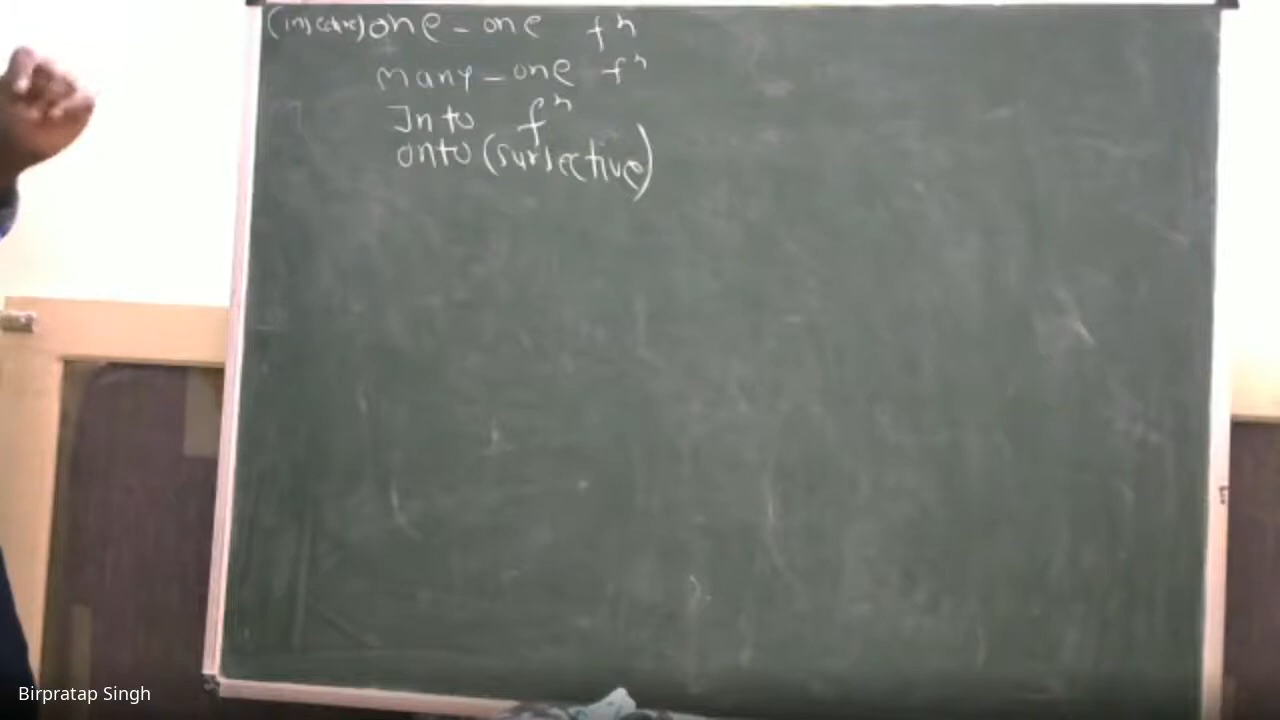 (injective) one - one fn
many - one fn
Into fn
onto (surjective)
Birpratap Singh